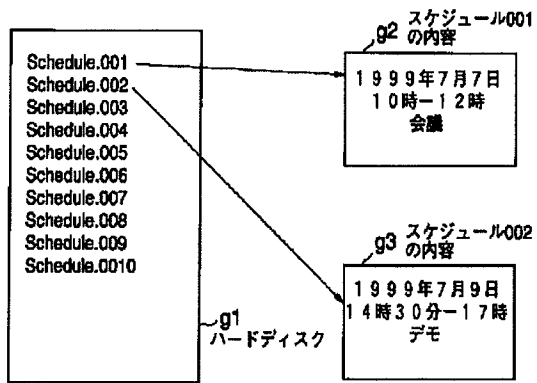 Schedule.001
Schedule.002
Schedule.003
Schedule.004
Schedule.005
Schedule.006
Schedule.007
Schedule.008
Schedule.009
Schedule.0010
g1
ハードディスク
g2
スケジュール001
の内容
1999年7月7日
10時－12時
会議
g3
スケジュール002
の内容
1999年7月9日
14時30分－17時
デモ